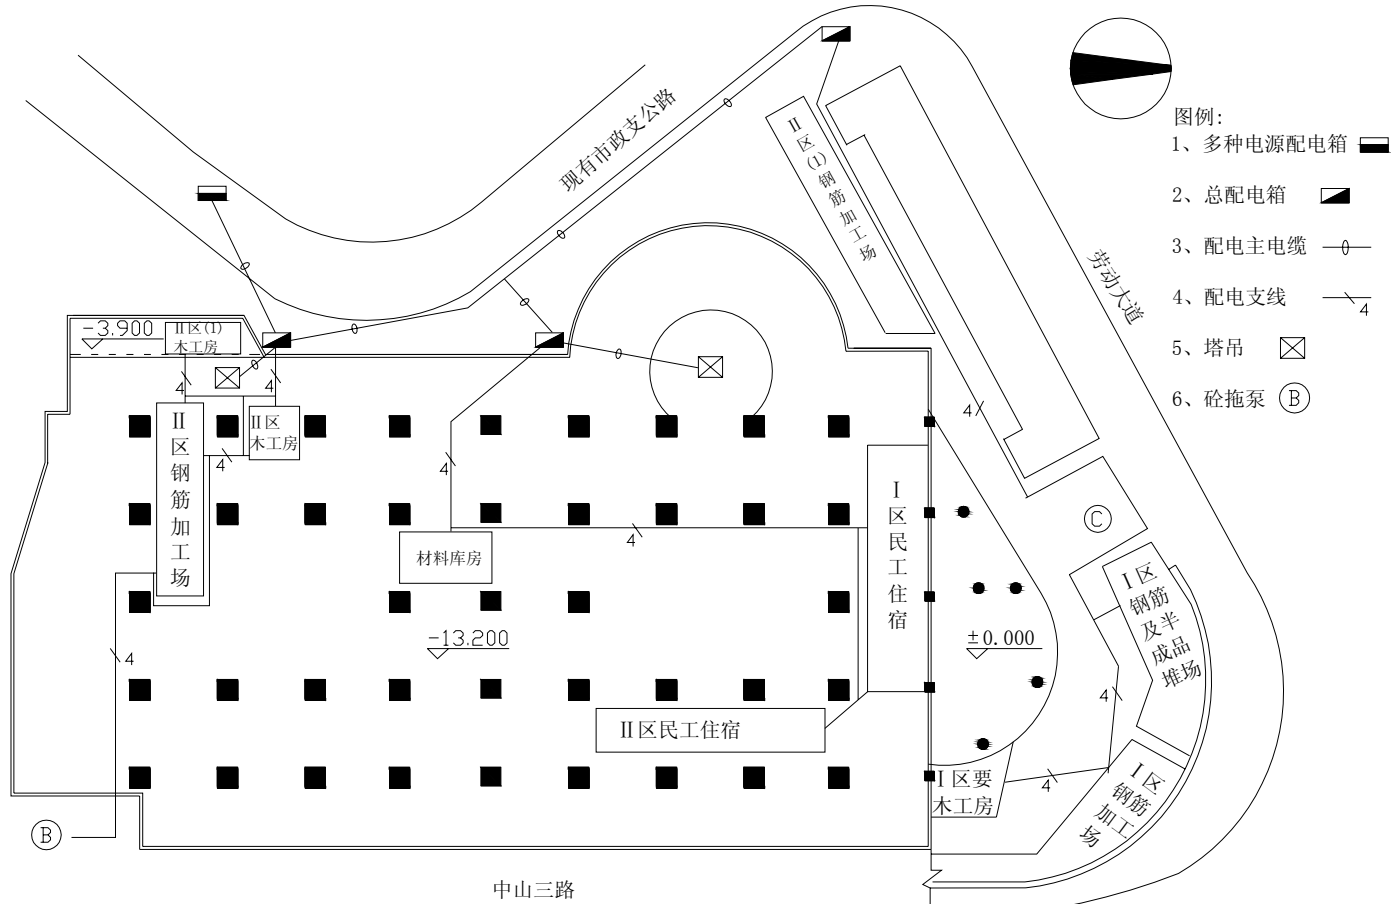 现有市政支公路
图例:
1、多种电源配电箱
2、总配电箱
3、配电主电缆
4、配电支线
4
5、塔吊
6、砼拖泵 B
劳动大道
Ⅱ区(1)钢筋加工场
-3.900
Ⅱ区(1)
木工房
4
4
Ⅱ区
木工房
4
Ⅱ区钢筋加工场
4
4
4
材料库房
Ⅰ区民工住宿
4
C
-13.200
±0.000
Ⅰ区
钢筋
及半
成品
堆场
4
Ⅱ区民工住宿
Ⅰ区要
木工房
4
Ⅰ区
钢筋
加工
场
B
中山三路